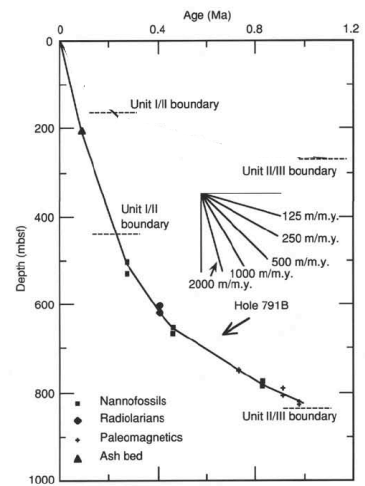 Age (Ma)
0
0.4
0.8
1.2
0
200
400
600
800
1000
Depth (mbsf)
Unit I/II boundary
Unit II/III boundary
Unit I/II
boundary
125 m/m.y.
250 m/m.y.
500 m/m.y.
1000 m/m.y.
2000 m/m.y.
Hole 791B
Nannofossils
Radiolarians
Paleomagnetics
Ash bed
Unit II/III boundary